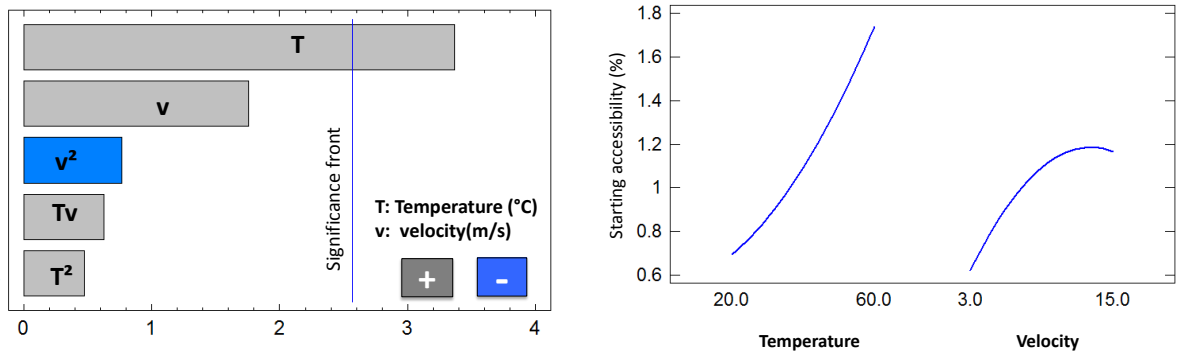 T
v
v²
Tv
T²
Significance front
T: Temperature (°C)
v: velocity(m/s)
+
-
0
1
2
3
4
Starting accessibility (%)
1.8
1.6
1.4
1.2
1
0.8
0.6
20.0
60.0
3.0
15.0
Temperature
Velocity